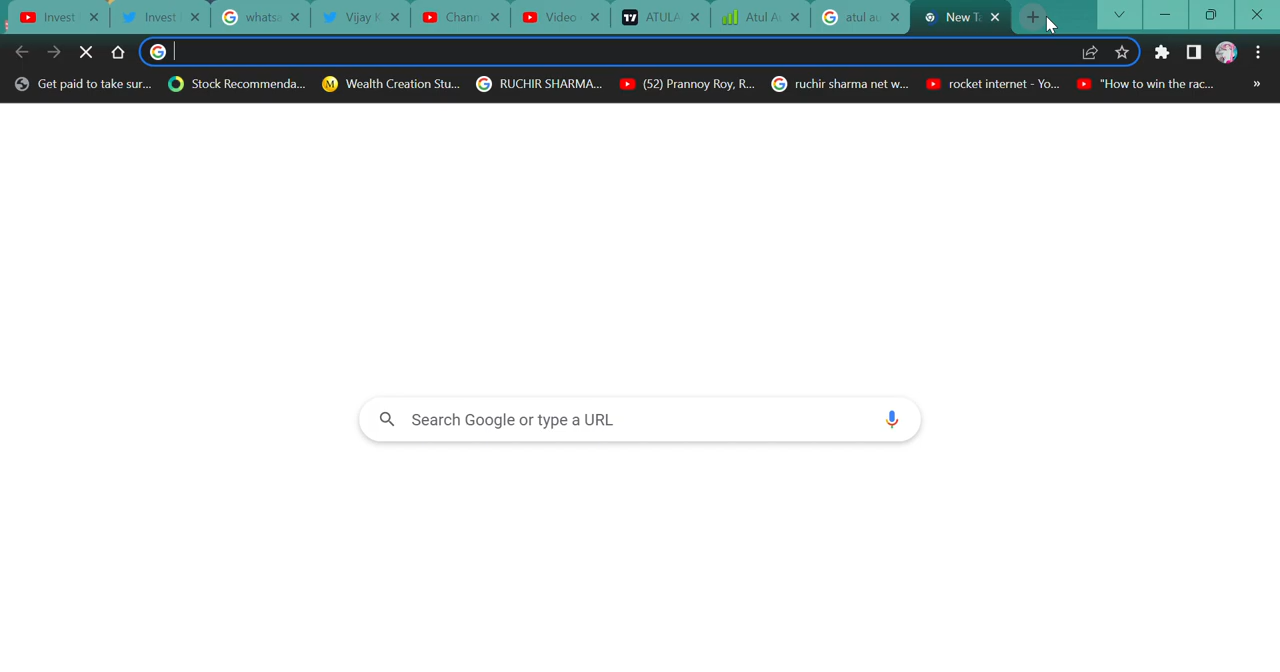 Invest Invest whats Vijay K Chann Video ATULA Atul A atul au New Ta
Get paid to take sur... Stock Recommenda... Wealth Creation Stu... RUCHIR SHARMA... (52) Prannoy Roy, R... ruchir sharma net w... rocket internet - Yo... "How to win the rac... »
Search Google or type a URL